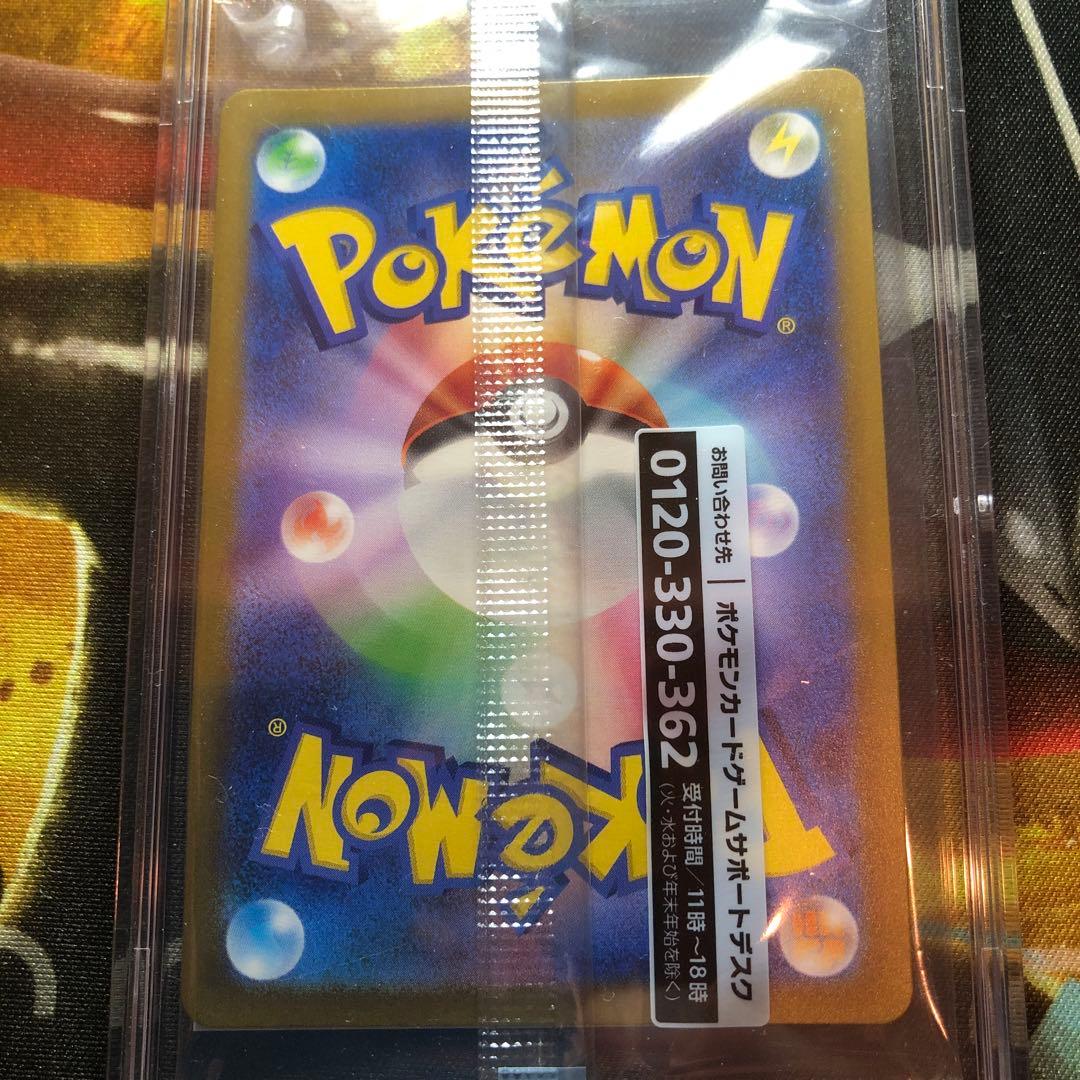 POKéMON
®
お問い合わせ先｜ポケモンカードゲームサポートデスク
0120-330-362 受付時間／11時～18時
(火・水および年末年始を除く)
POKéMON
®